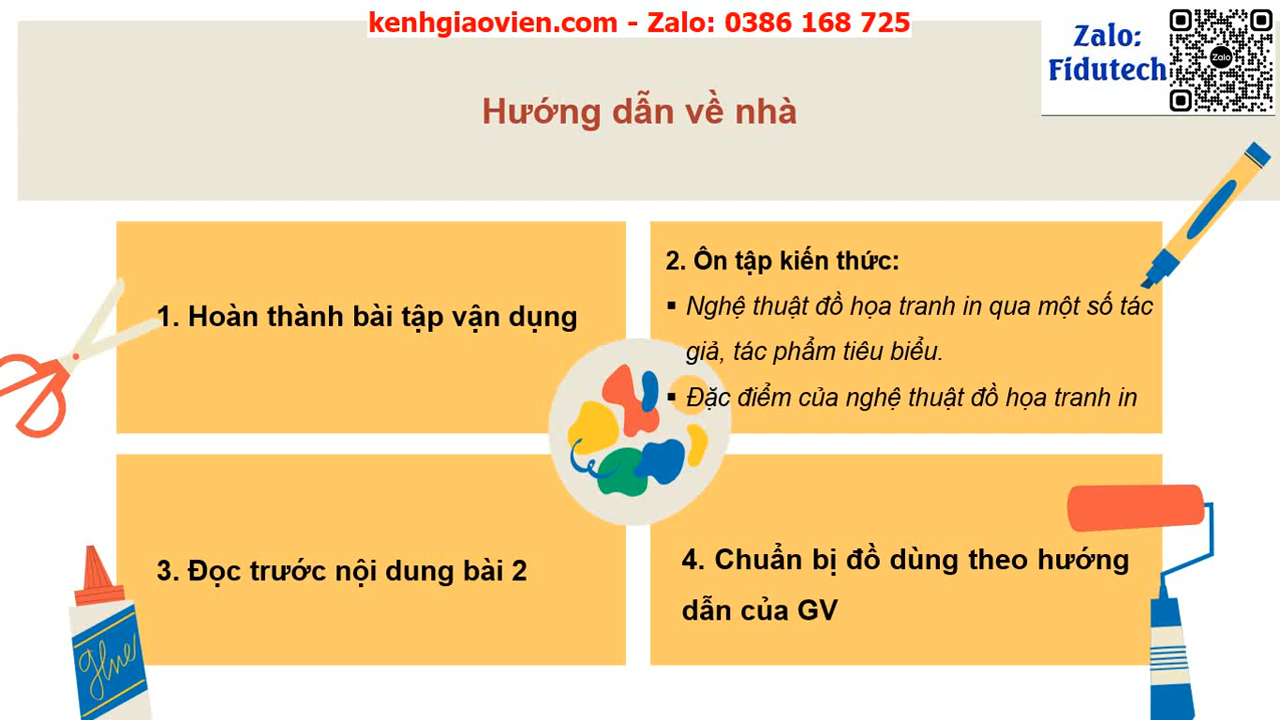 kenhgiaovien.com - Zalo: 0386 168 725
Zalo:
Fidutech
Zalo
Hướng dẫn về nhà
1. Hoàn thành bài tập vận dụng
2. Ôn tập kiến thức:
▪ Nghệ thuật đồ họa tranh in qua một số tác
giả, tác phẩm tiêu biểu.
▪ Đặc điểm của nghệ thuật đồ họa tranh in
3. Đọc trước nội dung bài 2
4. Chuẩn bị đồ dùng theo hướng
dẫn của GV
Glue